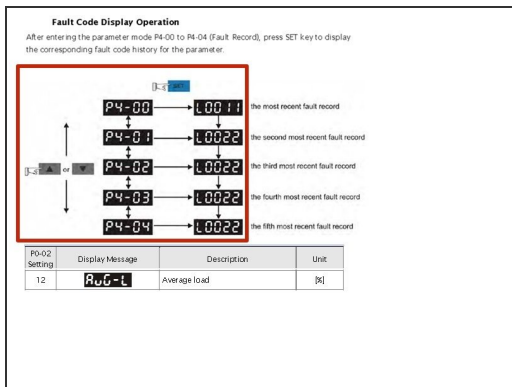 Fault Code Display Operation
After entering the parameter mode P4-00 to P4-04 (Fault Record), press SET key to display
the corresponding fault code history for the parameter.
SET
P4-00 L0011 the most recent fault record
P4-01 L0022 the second most recent fault record
P4-02 L0022 the third most recent fault record
or
P4-03 L0022 the fourth most recent fault record
P4-04 L0022 the fifth most recent fault record
P0-02 Setting Display Message Description Unit
12 AuG-L Average load [%]